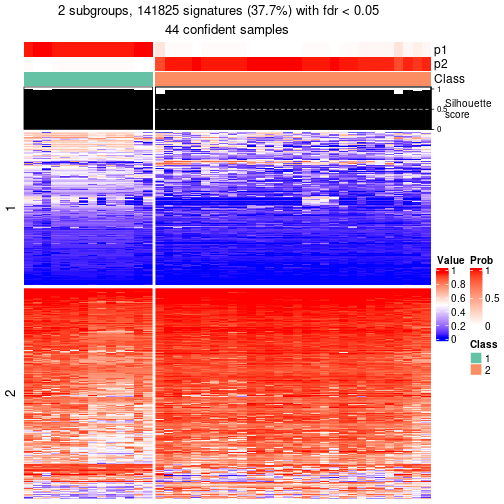 2 subgroups, 141825 signatures (37.7%) with fdr < 0.05
44 confident samples
p1
p2
Class
1
0.5
0
Silhouette
score
1
2
Value
1
0.8
0.6
0.4
0.2
0
Prob
1
0.5
0
Class
1
2